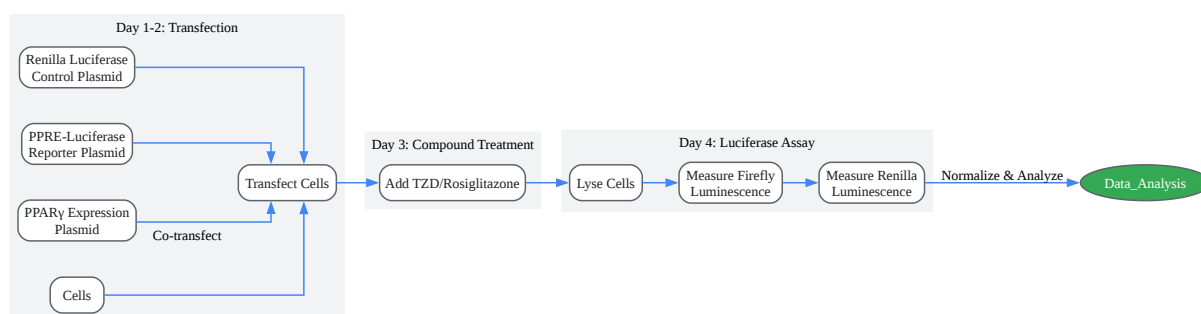 Day 1-2: Transfection
Renilla Luciferase
Control Plasmid
PPRE-Luciferase
Reporter Plasmid
PPARγ Expression
Plasmid
Co-transfect
Cells
Transfect Cells
Day 3: Compound Treatment
Add TZD/Rosiglitazone
Day 4: Luciferase Assay
Lyse Cells
Measure Firefly
Luminescence
Measure Renilla
Luminescence
Normalize & Analyze
Data_Analysis